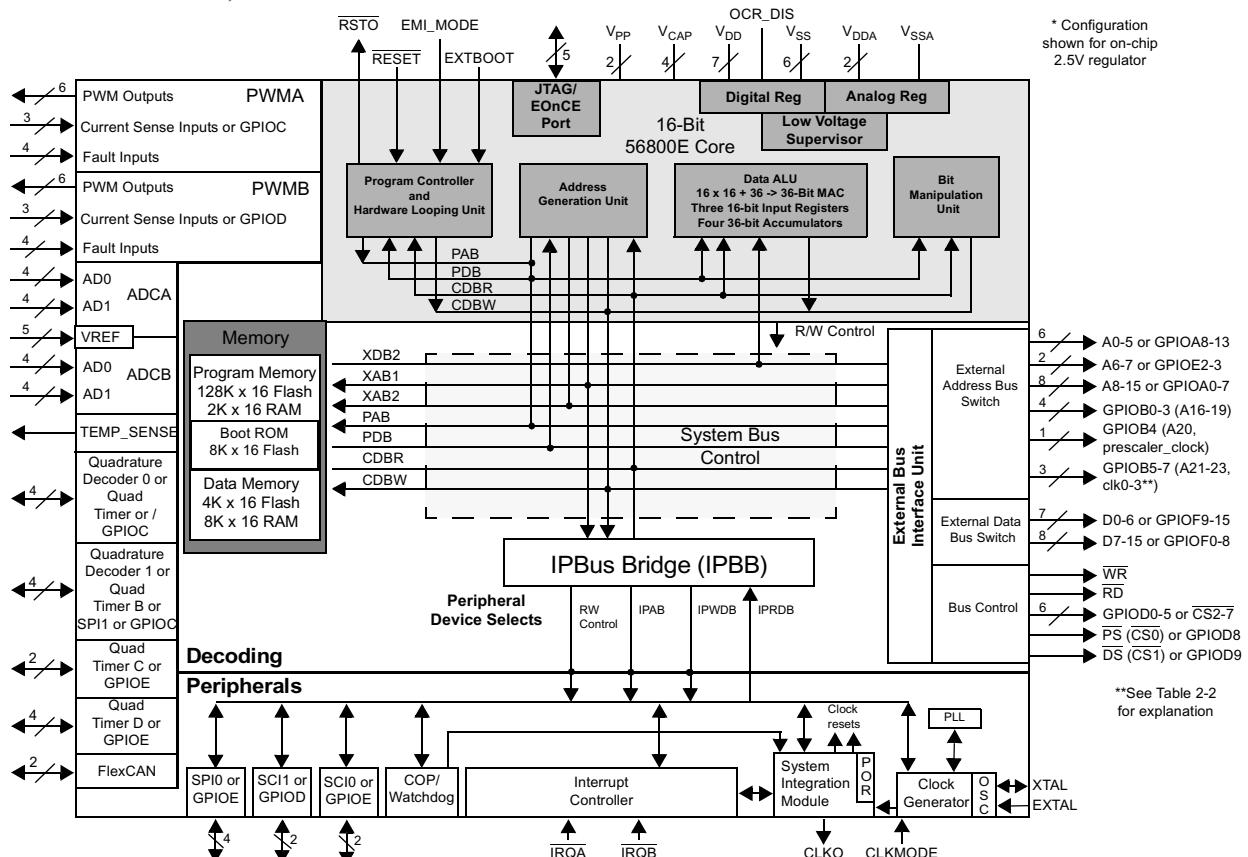 RSTO
EMI_MODE
RESET
EXTBOOT
5
VPP
2
VCAP
4
VDD
7
OCR_DIS
VSS
6
VDDA
2
VSSA
* Configuration
shown for on-chip
2.5V regulator
JTAG/
EOnCE
Port
Digital Reg
Analog Reg
Low Voltage
Supervisor
16-Bit
56800E Core
Program Controller
and
Hardware Looping Unit
Address
Generation Unit
Data ALU
16 x 16 + 36 -> 36-Bit MAC
Three 16-bit Input Registers
Four 36-bit Accumulators
Bit
Manipulation
Unit
PAB
PDB
CDBR
CDBW
6
PWM Outputs
PWMA
3
Current Sense Inputs or GPIOC
4
Fault Inputs
6
PWM Outputs
PWMB
3
Current Sense Inputs or GPIOD
4
Fault Inputs
4
AD0
ADCA
4
AD1
5
VREF
4
AD0
ADCB
4
AD1
TEMP_SENSE
4
Quadrature
Decoder 0 or
Quad
Timer or /
GPIOC
4
Quadrature
Decoder 1 or
Quad
Timer B or
SPI1 or GPIOC
2
Quad
Timer C or
GPIOE
4
Quad
Timer D or
GPIOE
2
FlexCAN
Memory
Program Memory
128K x 16 Flash
2K x 16 RAM
Boot ROM
8K x 16 Flash
Data Memory
4K x 16 Flash
8K x 16 RAM
XDB2
XAB1
XAB2
PAB
PDB
CDBR
CDBW
R/W Control
System Bus
Control
External Bus
Interface Unit
External
Address Bus
Switch
External Data
Bus Switch
Bus Control
6
A0-5 or GPIOA8-13
2
A6-7 or GPIOE2-3
8
A8-15 or GPIOA0-7
4
GPIOB0-3 (A16-19)
1
GPIOB4 (A20,
prescaler_clock)
3
GPIOB5-7 (A21-23,
clk0-3**)
7
D0-6 or GPIOF9-15
8
D7-15 or GPIOF0-8
WR
RD
6
GPIOD0-5 or CS2-7
PS (CS0) or GPIOD8
DS (CS1) or GPIOD9
**See Table 2-2
for explanation
IPBus Bridge (IPBB)
Peripheral
Device Selects
RW
Control
IPAB
IPWDB
IPRDB
Decoding
Peripherals
SPI0 or
GPIOE
4
SCI1 or
GPIOD
2
SCI0 or
GPIOE
2
COP/
Watchdog
Interrupt
Controller
IRQA
IRQB
Clock
resets
System
Integration
Module
POR
CLKO
PLL
Clock
Generator
OSC
CLKMODE
XTAL
EXTAL